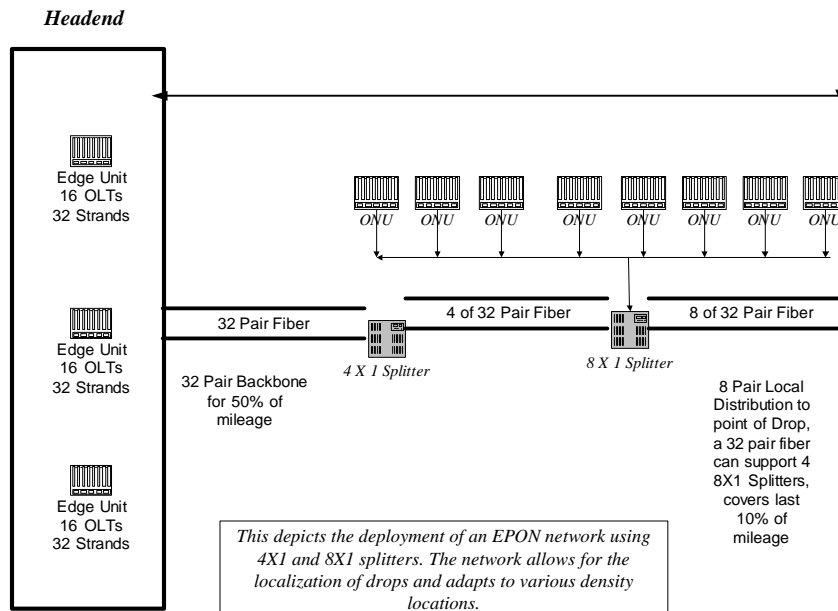 Headend
Edge Unit
16 OLTs
32 Strands
ONU
ONU
ONU
ONU
ONU
ONU
ONU
ONU
32 Pair Fiber
4 of 32 Pair Fiber
8 of 32 Pair Fiber
Edge Unit
16 OLTs
32 Strands
4 X 1 Splitter
8 X 1 Splitter
32 Pair Backbone
for 50% of
mileage
8 Pair Local
Distribution to
point of Drop,
a 32 pair fiber
can support 4
8X1 Splitters,
covers last
10% of
mileage
Edge Unit
16 OLTs
32 Strands
This depicts the deployment of an EPON network using
4X1 and 8X1 splitters. The network allows for the
localization of drops and adapts to various density
locations.